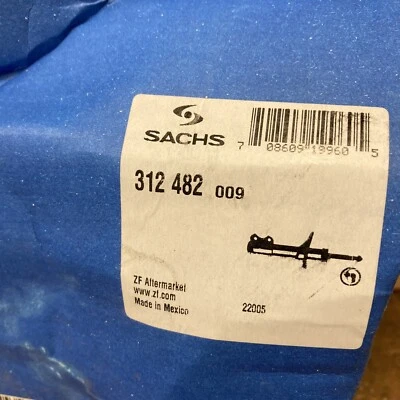 SACHS
7 08609 19960 5
312 482 009
ZF Aftermarket
www.zf.com
Made in Mexico
22005